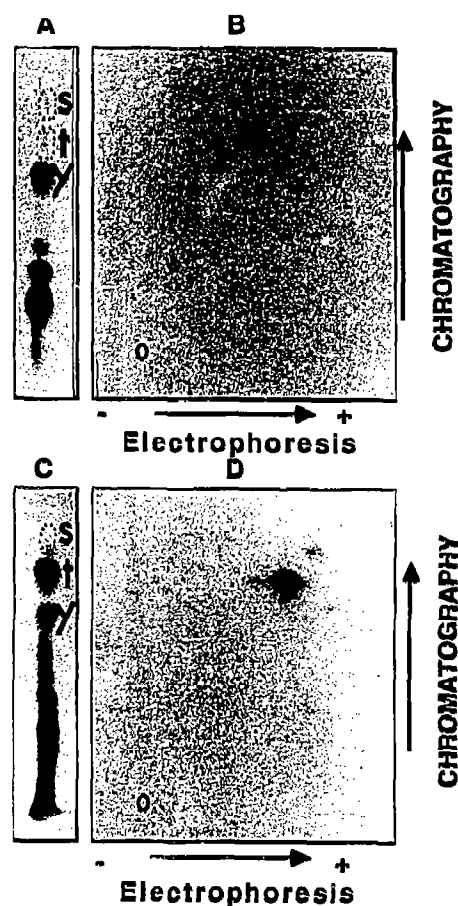 A B
s
t
y
CHROMATOGRAPHY
O
- +
Electrophoresis
C D
s
t
y
CHROMATOGRAPHY
O
- +
Electrophoresis